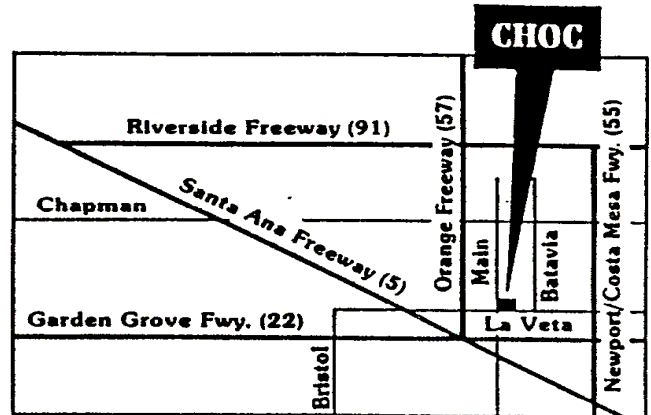 CHOC
Riverside Freeway (91)
Orange Freeway (57)
Newport/Costa Mesa Fwy. (55)
Santa Ana Freeway (5)
Chapman
Main
Batavia
Garden Grove Fwy. (22)
La Veta
Bristol